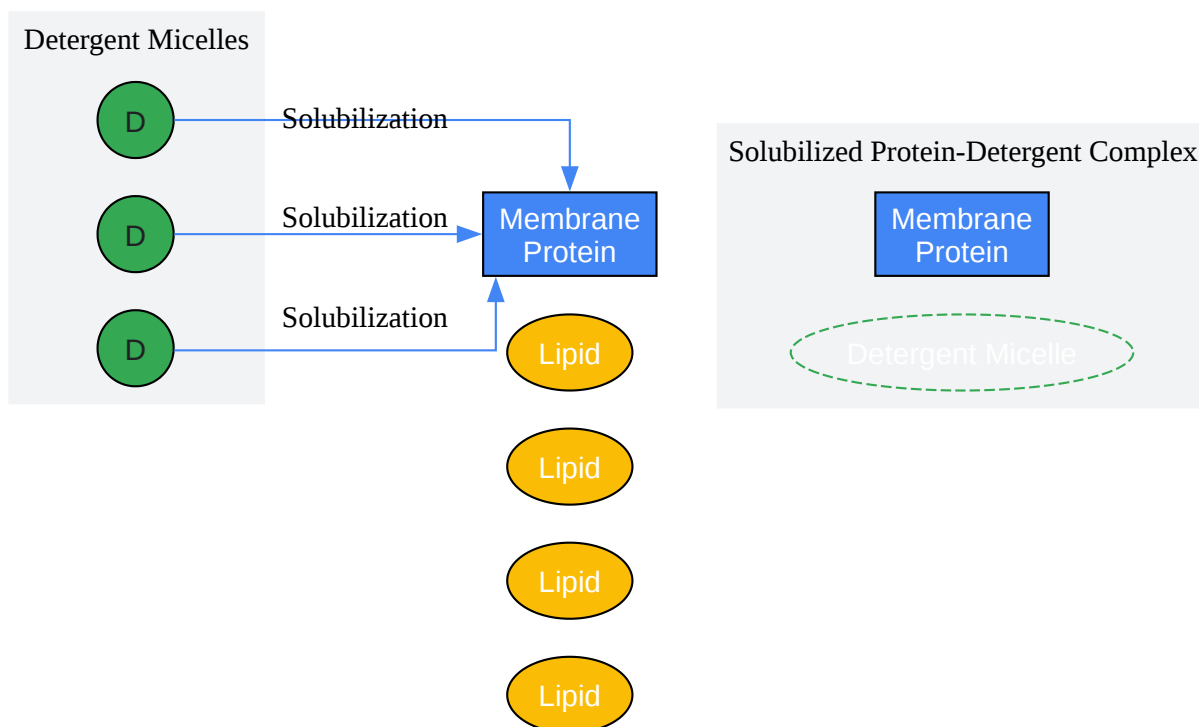 Detergent Micelles
D
Solubilization
D
Solubilization
D
Solubilization
Membrane
Protein
Lipid
Lipid
Lipid
Lipid
Solubilized Protein-Detergent Complex
Membrane
Protein
Detergent Micelle